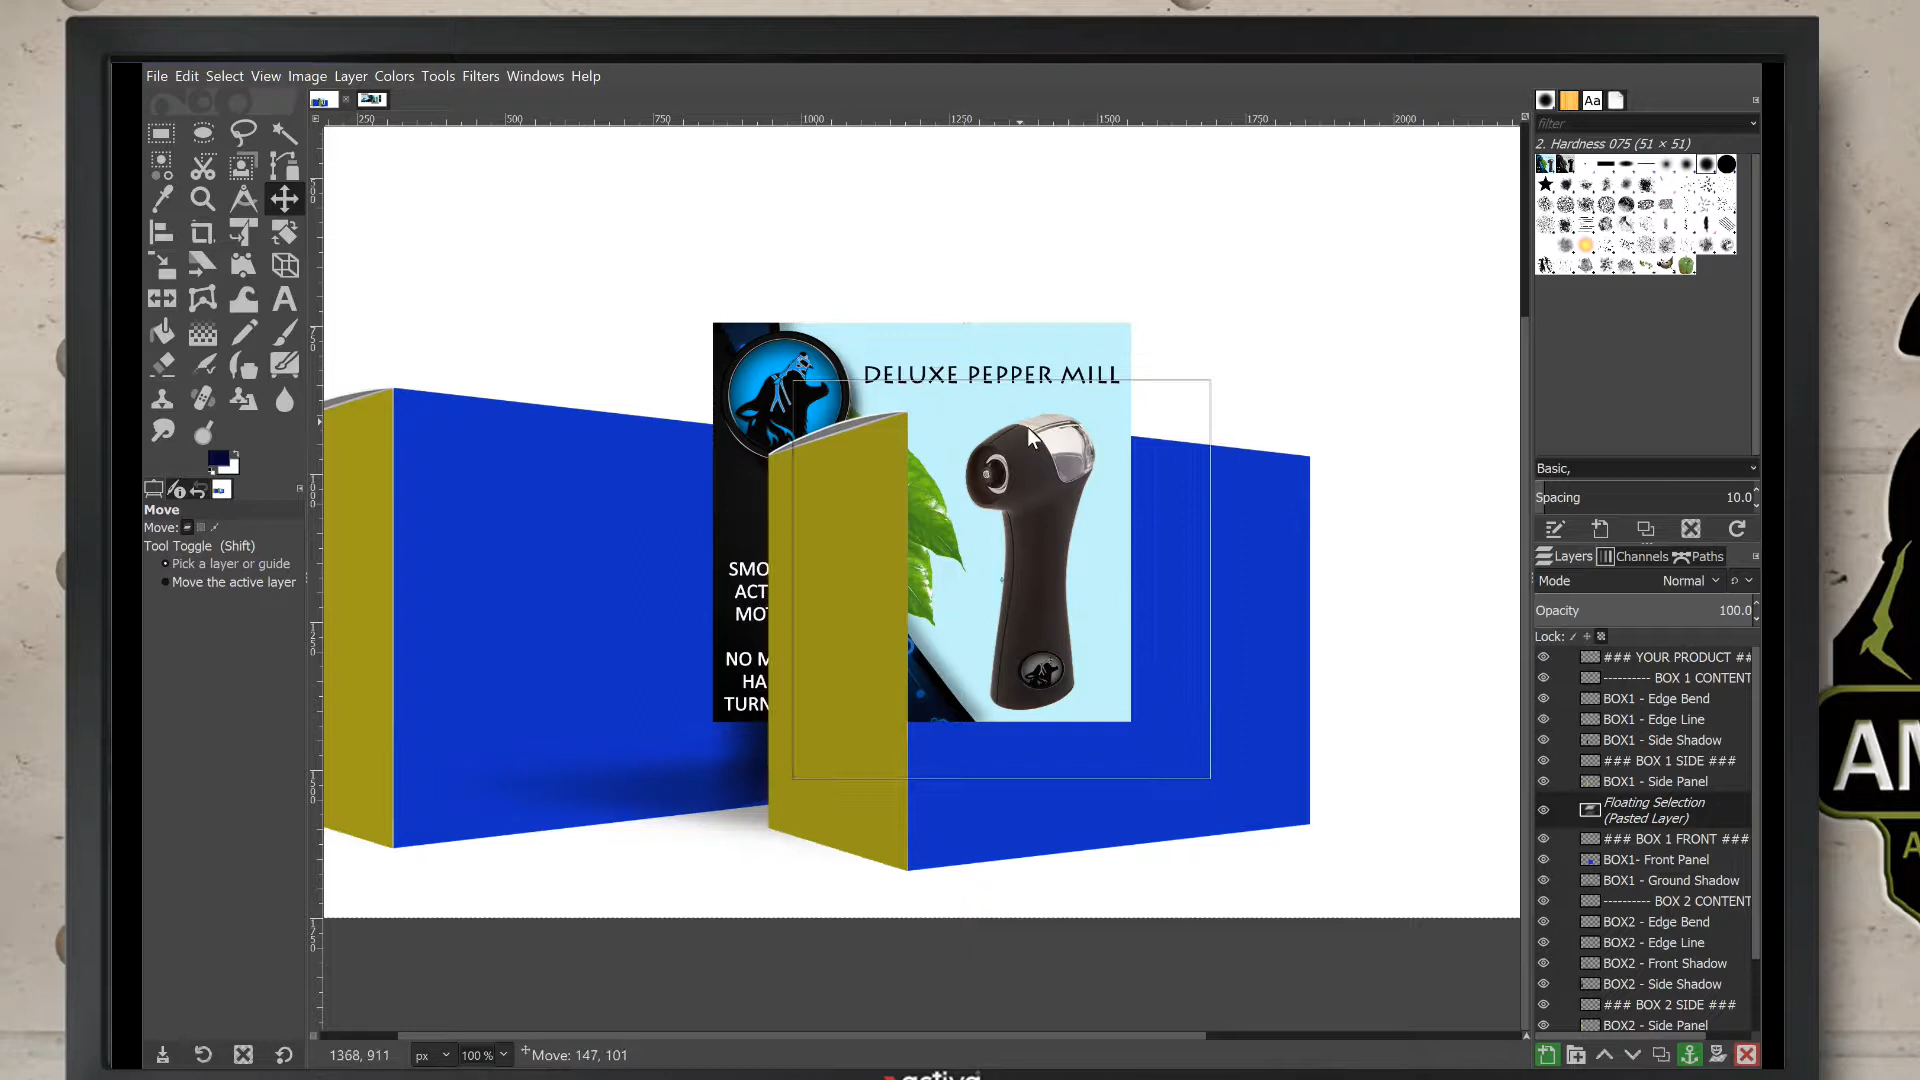 File Edit Select View Image Layer Colors Tools Filters Windows Help
250 500 750 1000 1250 1500 1750 2000
Aa
filter
2. Hardness 075 (51 × 51)
DELUXE PEPPER MILL
Basic,
Spacing 10.0
Move
Move:
Tool Toggle (Shift)
Pick a layer or guide
Move the active layer
Layers Channels Paths
Mode Normal
Opacity 100.0
Lock:
### YOUR PRODUCT ##
---------- BOX 1 CONTENT
BOX1 - Edge Bend
BOX1 - Edge Line
BOX1 - Side Shadow
### BOX 1 SIDE ###
BOX1 - Side Panel
Floating Selection
(Pasted Layer)
### BOX 1 FRONT ###
BOX1- Front Panel
BOX1 - Ground Shadow
---------- BOX 2 CONTENT
BOX2 - Edge Bend
BOX2 - Edge Line
BOX2 - Front Shadow
BOX2 - Side Shadow
### BOX 2 SIDE ###
BOX2 - Side Panel
SMO
ACT
MOT
NO M
HA
TURN
1368, 911 px 100 % Move: 147, 101
AM
A
activa